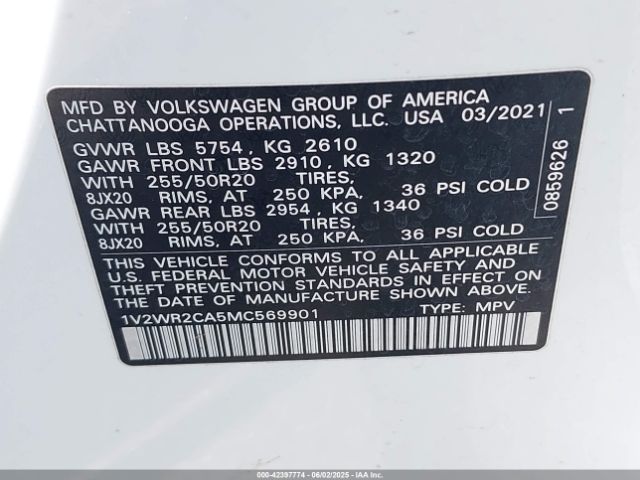 MFD BY VOLKSWAGEN GROUP OF AMERICA
CHATTANOOGA OPERATIONS, LLC. USA 03/2021
GVWR LBS 5754 , KG 2610
GAWR FRONT LBS 2910 , KG 1320
WITH 255/50R20 TIRES,
8JX20 RIMS, AT 250 KPA, 36 PSI COLD
GAWR REAR LBS 2954 , KG 1340
WITH 255/50R20 TIRES,
8JX20 RIMS, AT 250 KPA, 36 PSI COLD
THIS VEHICLE CONFORMS TO ALL APPLICABLE
U.S. FEDERAL MOTOR VEHICLE SAFETY AND
THEFT PREVENTION STANDARDS IN EFFECT ON
THE DATE OF MANUFACTURE SHOWN ABOVE.
1V2WR2CA5MC569901 TYPE: MPV
0859626 1
000-42397774 - 06/02/2025 - IAA Inc.